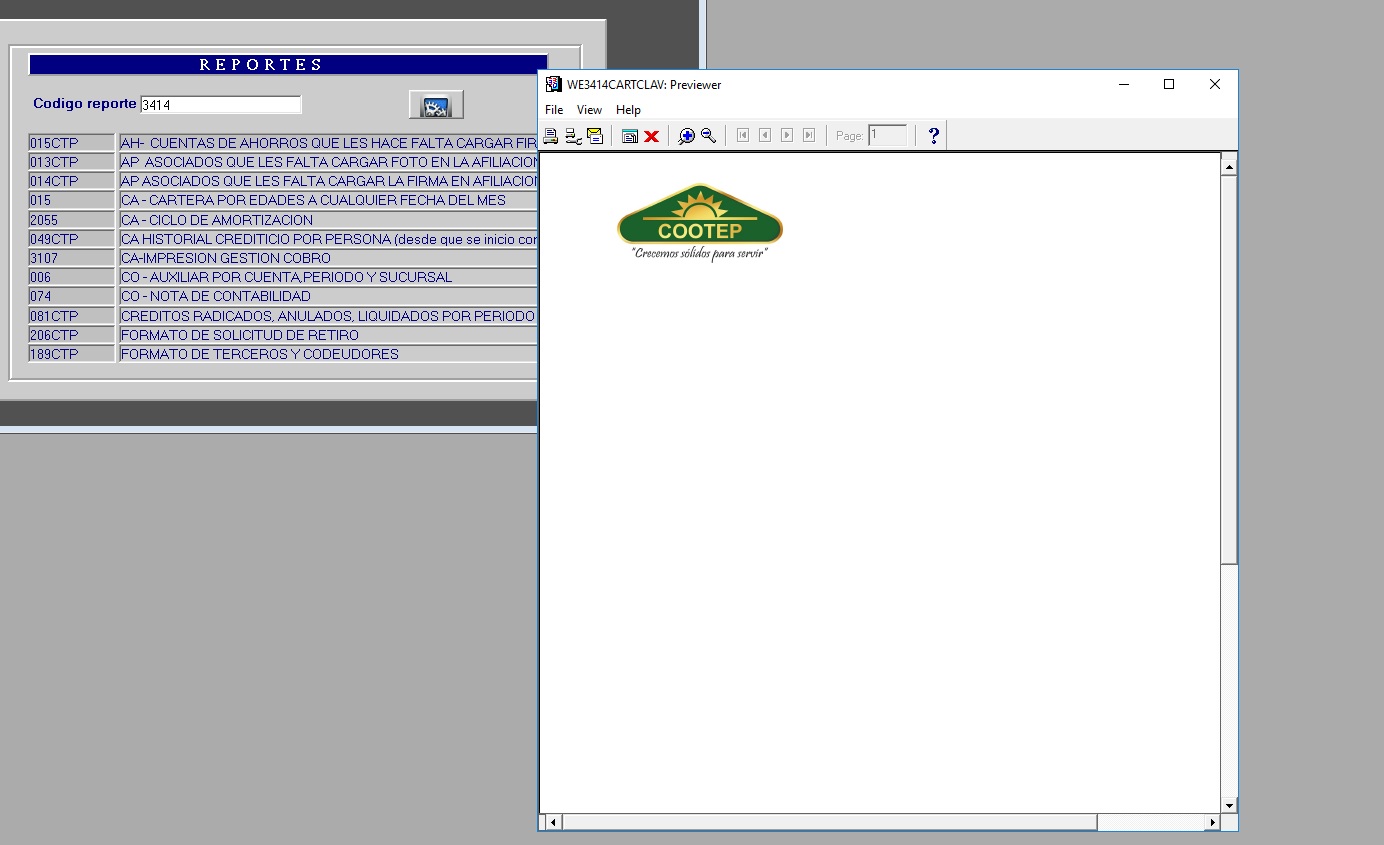 REPORTES
Codigo reporte 3414
015CTP AH- CUENTAS DE AHORROS QUE LES HACE FALTA CARGAR FIR
013CTP AP ASOCIADOS QUE LES FALTA CARGAR FOTO EN LA AFILIACION
014CTP AP ASOCIADOS QUE LES FALTA CARGAR LA FIRMA EN AFILIACION
015 CA - CARTERA POR EDADES A CUALQUIER FECHA DEL MES
2055 CA - CICLO DE AMORTIZACION
049CTP CA HISTORIAL CREDITICIO POR PERSONA (desde que se inicio con
3107 CA-IMPRESION GESTION COBRO
006 CO - AUXILIAR POR CUENTA,PERIODO Y SUCURSAL
074 CO - NOTA DE CONTABILIDAD
081CTP CREDITOS RADICADOS, ANULADOS, LIQUIDADOS POR PERIODO
206CTP FORMATO DE SOLICITUD DE RETIRO
189CTP FORMATO DE TERCEROS Y CODEUDORES
WE3414CARTCLAV: Previewer
File View Help
Page: 1
COOTEP
"Crecemos sólidos para servir"